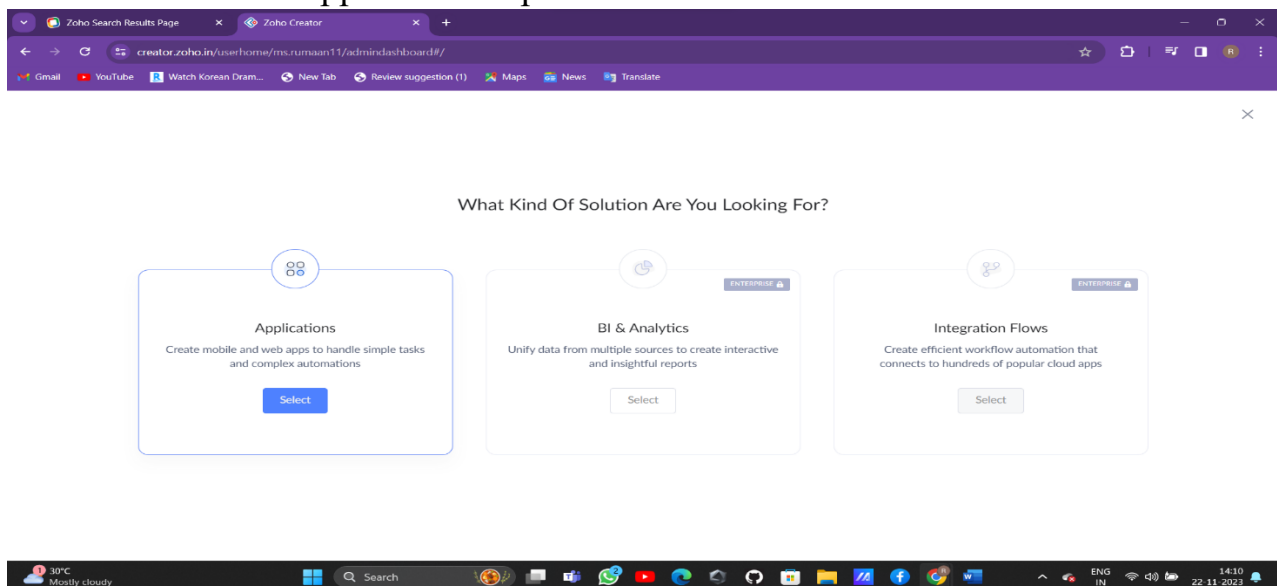 Zoho Search Results Page
Zoho Creator
creator.zoho.in/userhome/ms.rumaan11/admindashboard#/
R
Gmail
YouTube
Watch Korean Dram...
New Tab
Review suggestion (1)
Maps
News
Translate
What Kind Of Solution Are You Looking For?
Applications
Create mobile and web apps to handle simple tasks
and complex automations
Select
ENTERPRISE
BI & Analytics
Unify data from multiple sources to create interactive
and insightful reports
Select
ENTERPRISE
Integration Flows
Create efficient workflow automation that
connects to hundreds of popular cloud apps
Select
1
30°C
Mostly cloudy
Search
2
ENG
IN
14:10
22-11-2023